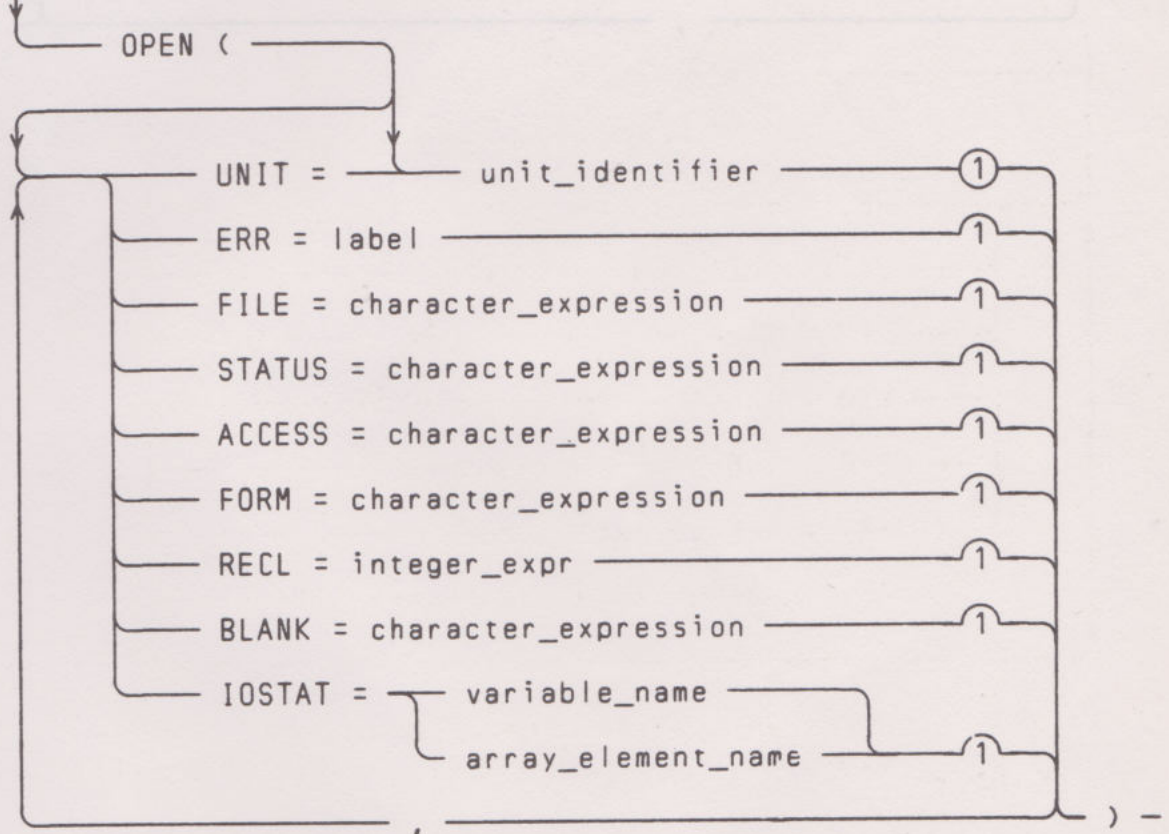 OPEN (
UNIT = unit_identifier 1
ERR = label 1
FILE = character_expression 1
STATUS = character_expression 1
ACCESS = character_expression 1
FORM = character_expression 1
RECL = integer_expr 1
BLANK = character_expression 1
IOSTAT = variable_name
array_element_name 1
, )